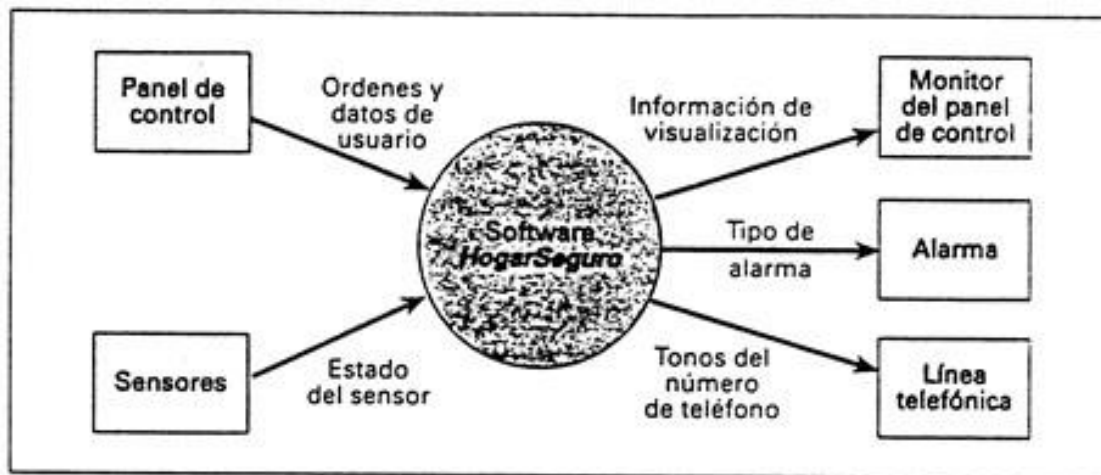 Panel de
control
Ordenes y
datos de
usuario
Información de
visualización
Monitor
del panel
de control
Software
HogarSeguro
Tipo de
alarma
Alarma
Sensores
Estado
del sensor
Tonos del
número
de teléfono
Línea
telefónica